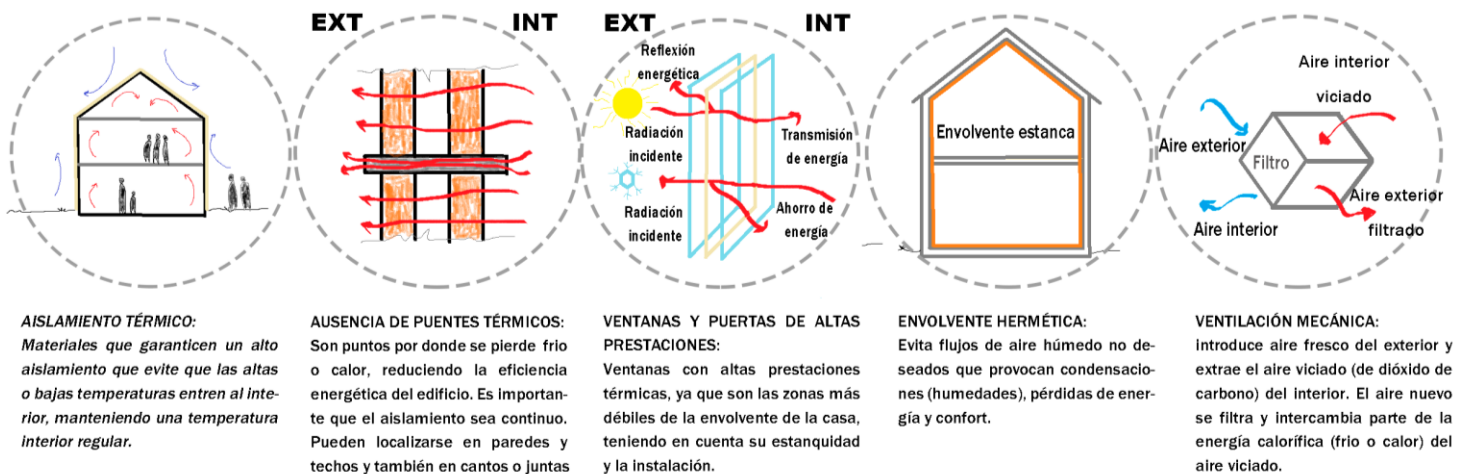 EXT
INT
EXT
INT
Reflexión
energética
Radiación
incidente
Transmisión
de energía
Radiación
incidente
Ahorro de
energía
Envolvente estanca
Aire interior
viciado
Aire exterior
Filtro
Aire exterior
filtrado
Aire interior
AISLAMIENTO TÉRMICO:
Materiales que garanticen un alto
aislamiento que evite que las altas
o bajas temperaturas entren al inte-
rior, manteniendo una temperatura
interior regular.
AUSENCIA DE PUENTES TÉRMICOS:
Son puntos por donde se pierde frio
o calor, reduciendo la eficiencia
energética del edificio. Es importan-
te que el aislamiento sea continuo.
Pueden localizarse en paredes y
techos y también en cantos o juntas
VENTANAS Y PUERTAS DE ALTAS
PRESTACIONES:
Ventanas con altas prestaciones
térmicas, ya que son las zonas más
débiles de la envolvente de la casa,
teniendo en cuenta su estanquidad
y la instalación.
ENVOLVENTE HERMÉTICA:
Evita flujos de aire húmedo no de-
seados que provocan condensacio-
nes (humedades), pérdidas de ener-
gía y confort.
VENTILACIÓN MECÁNICA:
introduce aire fresco del exterior y
extrae el aire viciado (de dióxido de
carbono) del interior. El aire nuevo
se filtra y intercambia parte de la
energía calorífica (frio o calor) del
aire viciado.